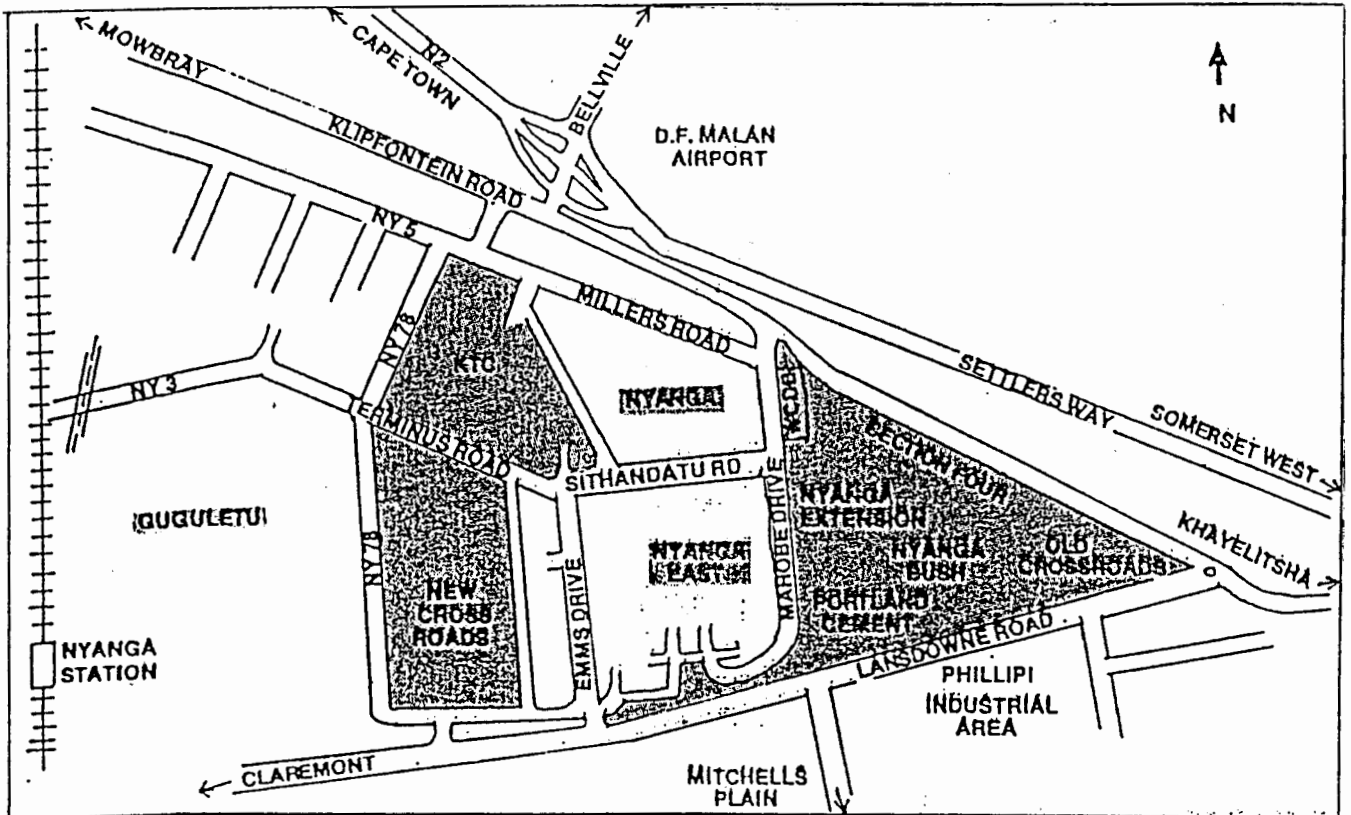 MOWBRAY
CAPE TOWN
N2
BELLVILLE
D.F. MALAN
AIRPORT
N
KLIPFONTEIN ROAD
NY 5
MILLERS ROAD
NY 78
KTC
NYANGA
W.C.D.B.
SECTION FOUR
SETTLERS WAY
SOMERSET WEST
KHAYELITSHA
NY 3
TERMINUS ROAD
SITHANDATU RD
GUGULETU
NY 78
NEW
CROSS
ROADS
EMMS DRIVE
NYANGA
EAST
MAHOBE DRIVE
NYANGA
EXTENSION
NYANGA
BUSH
OLD
CROSSROADS
PORTLAND
CEMENT
LANSDOWNE ROAD
NYANGA
STATION
PHILLIPI
INDUSTRIAL
AREA
CLAREMONT
MITCHELLS
PLAIN